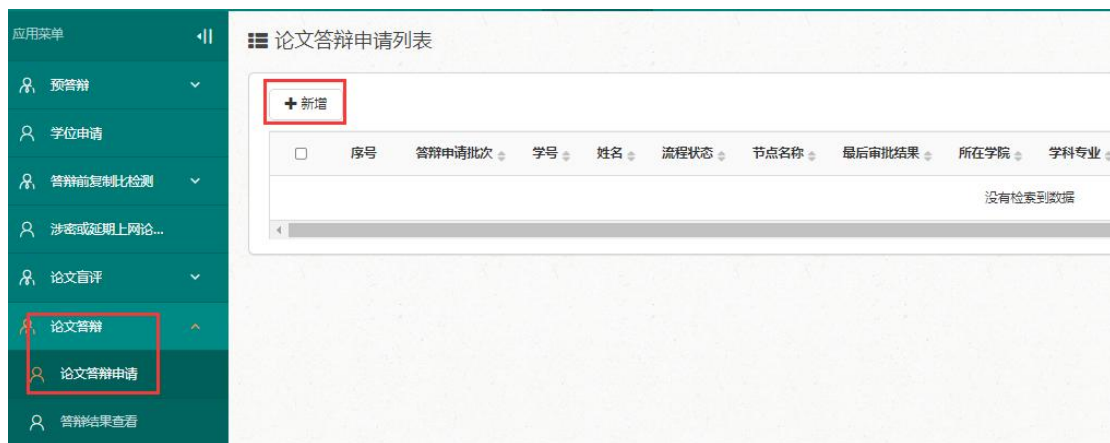 应用菜单
预答辩
学位申请
答辩前复制比检测
涉密或延期上网论...
论文盲评
论文答辩
论文答辩申请
答辩结果查看
论文答辩申请列表
新增
序号 答辩申请批次 学号 姓名 流程状态 节点名称 最后审批结果 所在学院 学科专业
没有检索到数据